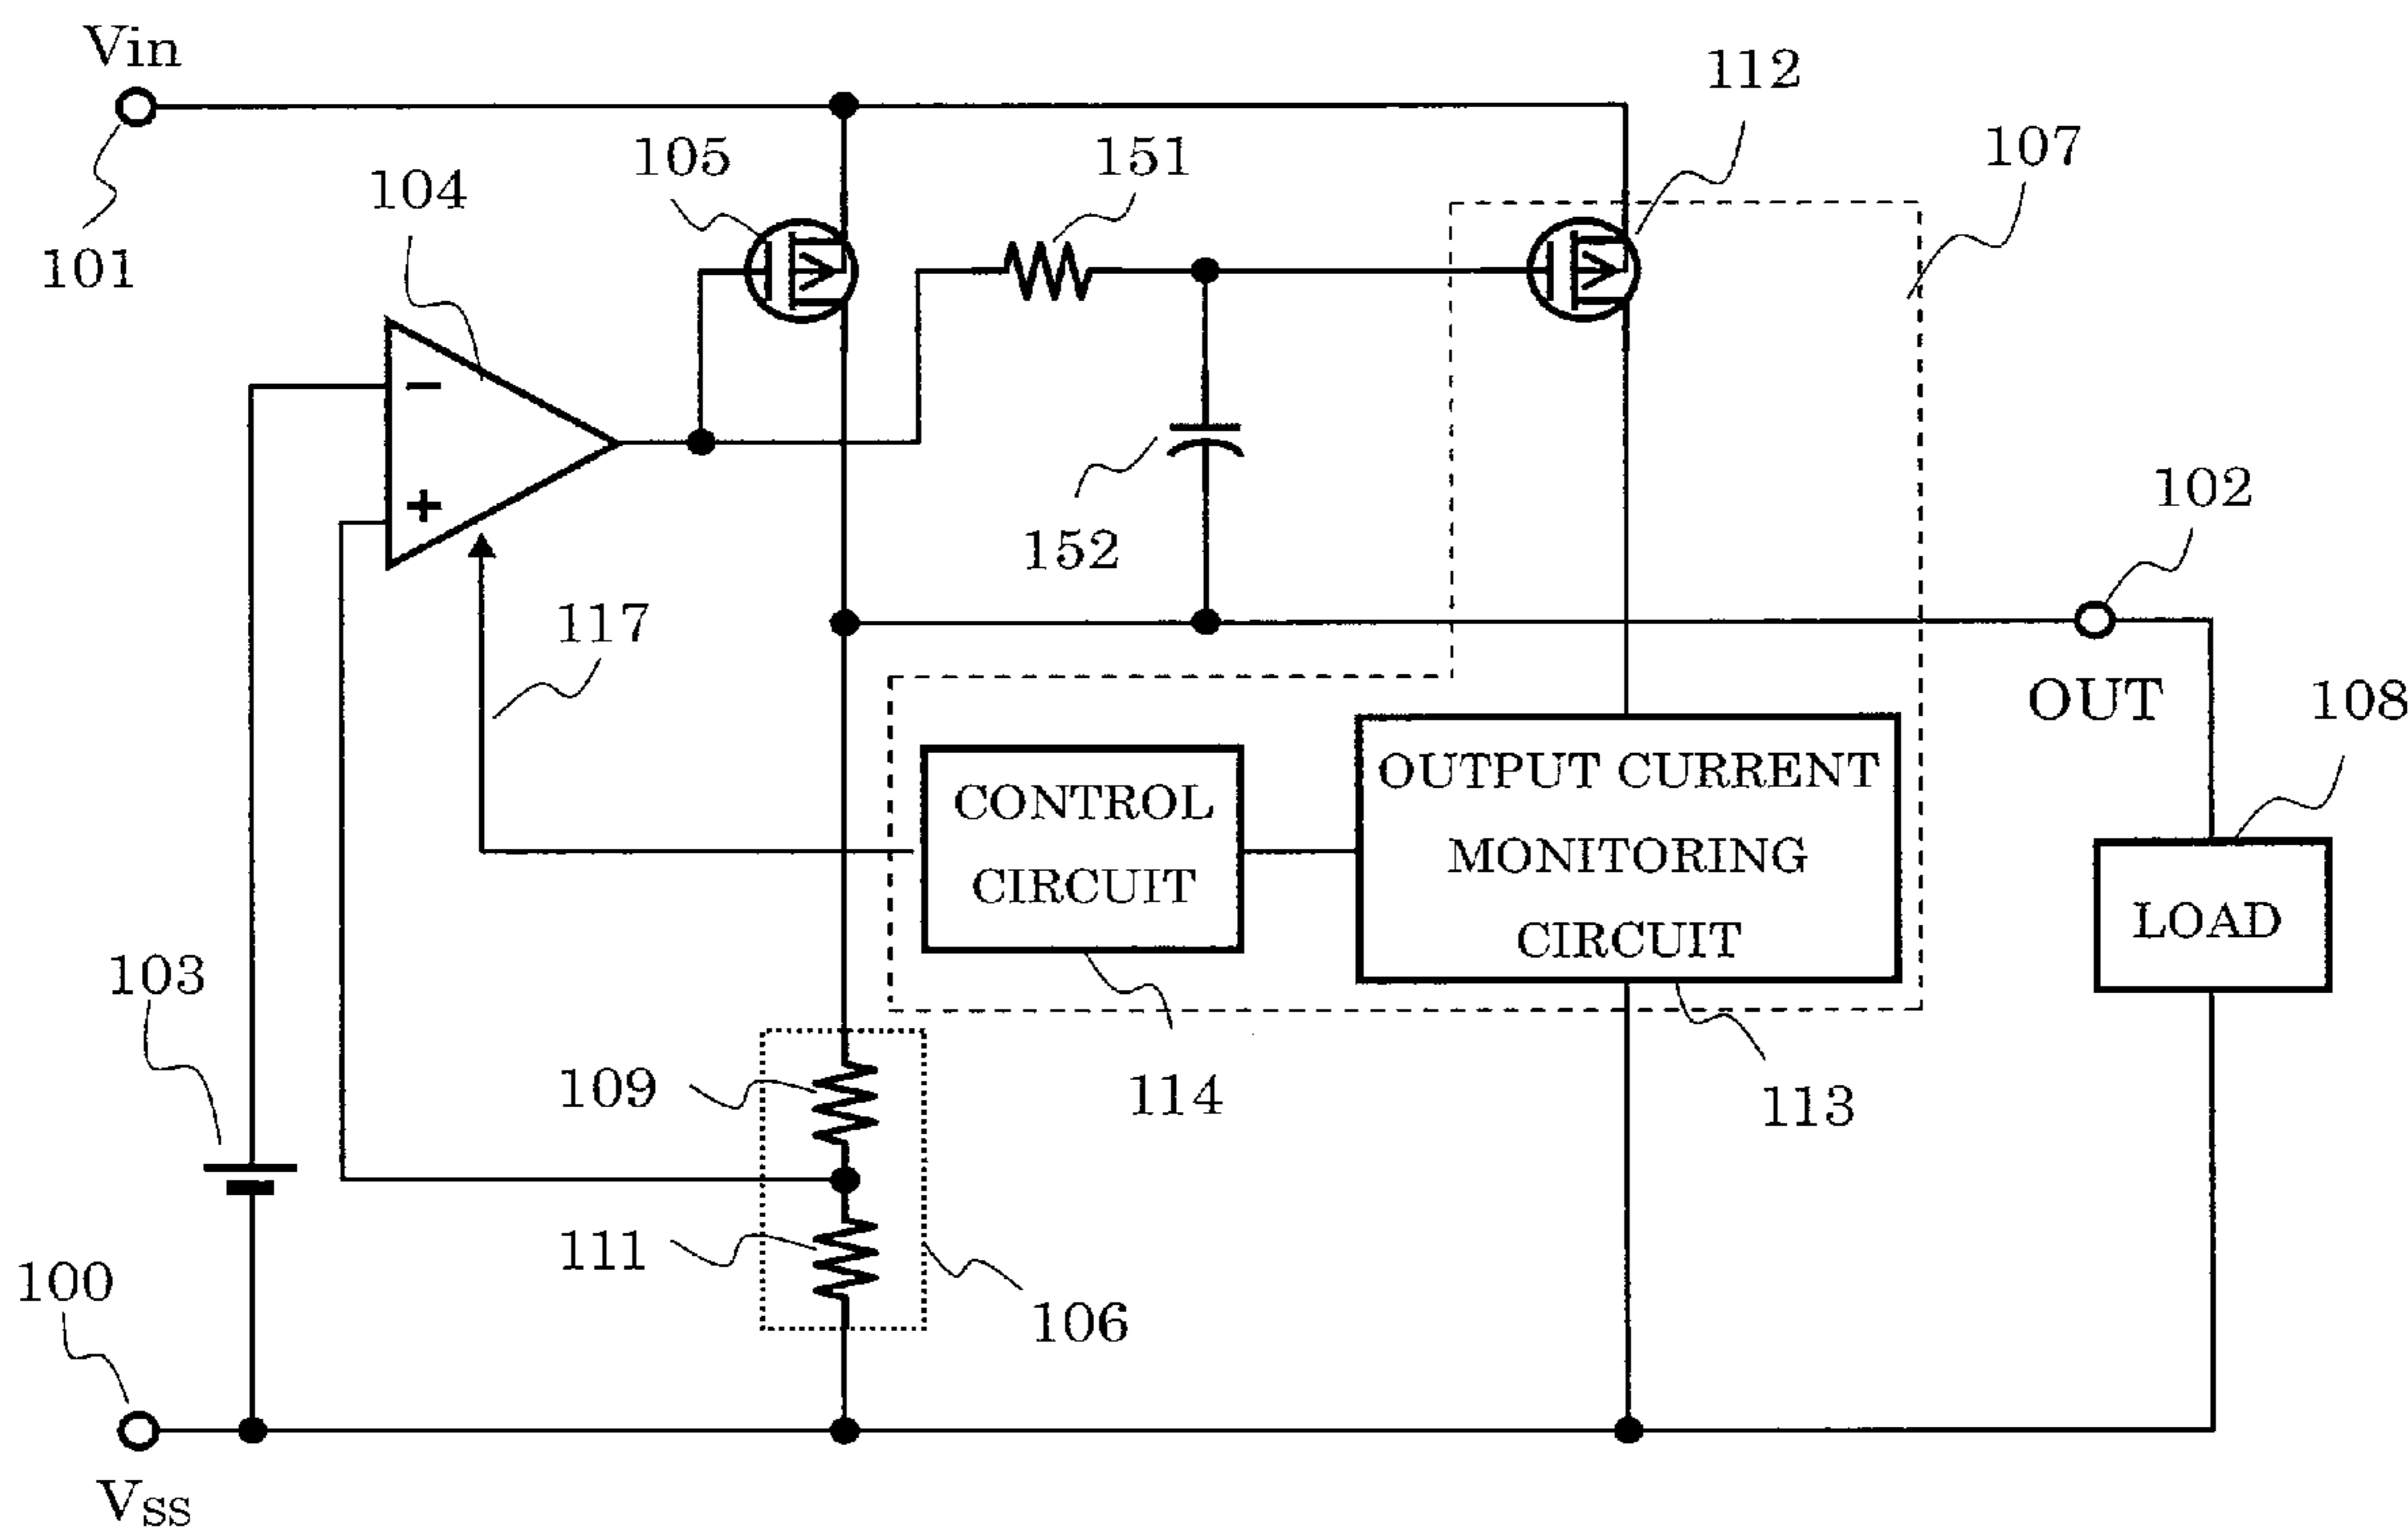 Vin
112
105
151
107
104
101
−
+
102
152
117
OUT
108
CONTROL
CIRCUIT
OUTPUT CURRENT
MONITORING
CIRCUIT
LOAD
103
109
114
113
111
100
106
VSS